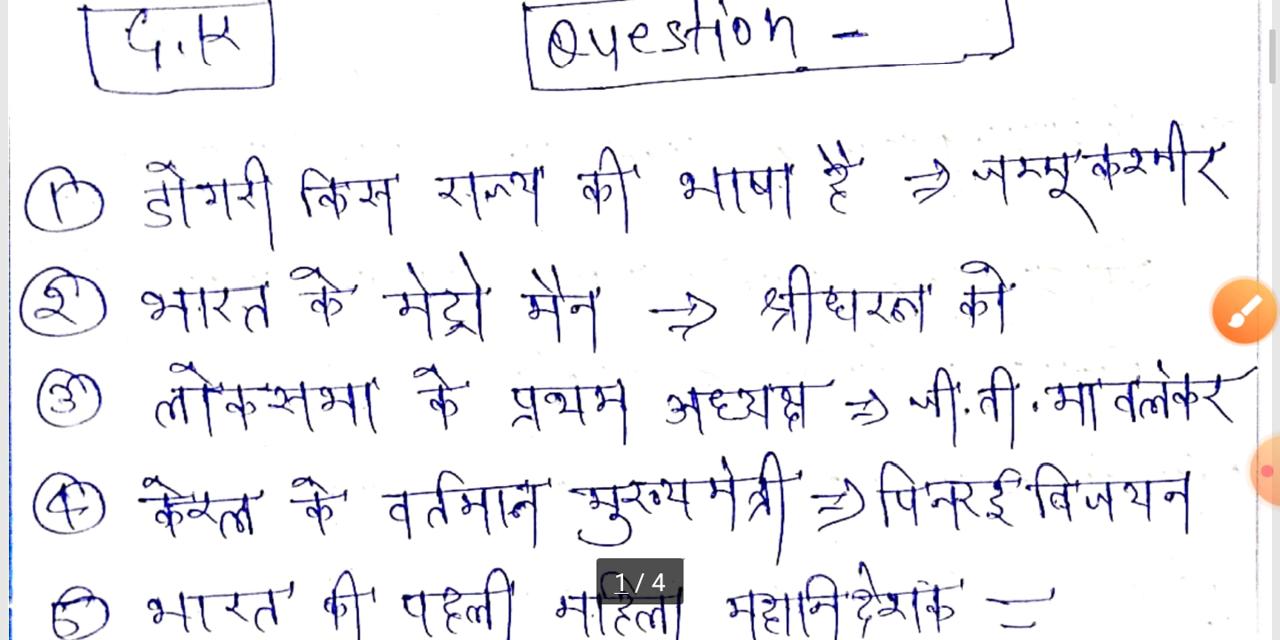 G.K Question -
① डोगरी किस राज्य की भाषा है ⇒ जम्मू कश्मीर
② भारत के मेट्रो मैन ⇒ श्रीधरन को
③ लोकसभा के प्रथम अध्यक्ष ⇒ जी.वी. मावलंकर
④ केरल के वर्तमान मुख्यमंत्री ⇒ पिनरई बिजयन
⑤ भारत की पहली महिला महानिदेशक =
1 / 4